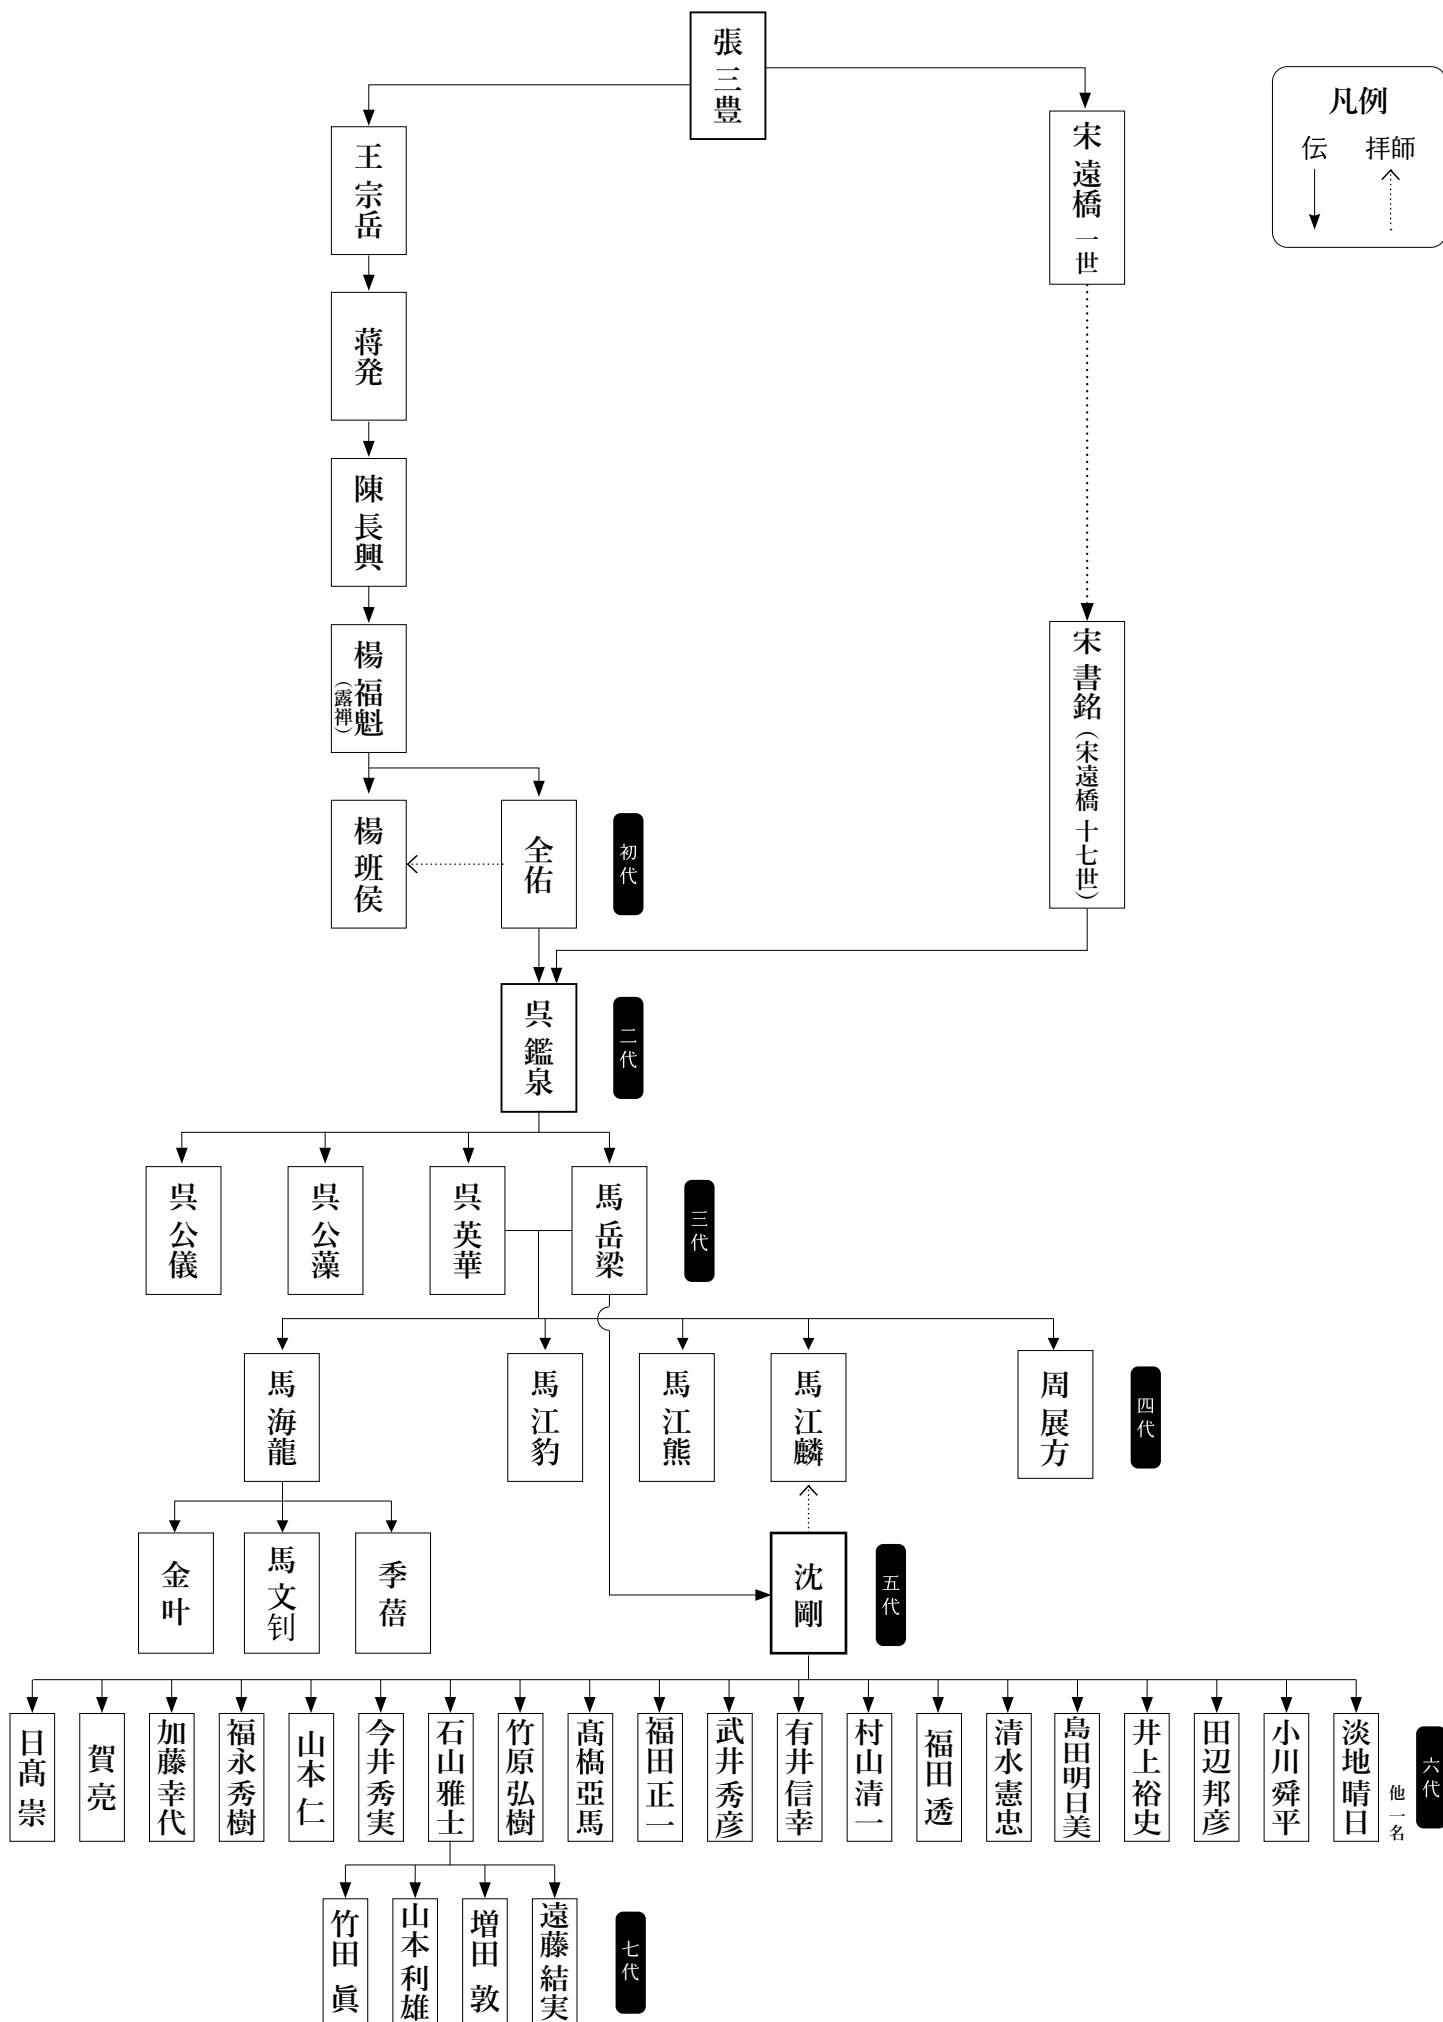 張三豊
凡例
伝
拝師
王宗岳
宋遠橋 一世
蒋発
陳長興
楊福魁
（露禅）
宋書銘（宋遠橋 十七世）
楊班侯
全佑
初代
呉鑑泉
二代
呉公儀
呉公藻
呉英華
馬岳梁
三代
馬海龍
馬江豹
馬江熊
馬江麟
周展方
四代
金叶
馬文钊
季蓓
沈剛
五代
日髙崇
賀亮
加藤幸代
福永秀樹
山本仁
今井秀実
石山雅士
竹原弘樹
髙橋亞馬
福田正一
武井秀彦
有井信幸
村山清一
福田透
清水憲忠
島田明日美
井上裕史
田辺邦彦
小川舜平
淡地晴日
他一名
六代
竹田眞
山本利雄
増田敦
遠藤結実
七代